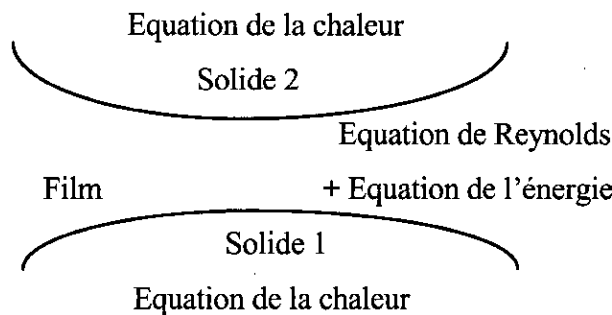 Equation de la chaleur
Solide 2
Equation de Reynolds
Film + Equation de l'énergie
Solide 1
Equation de la chaleur